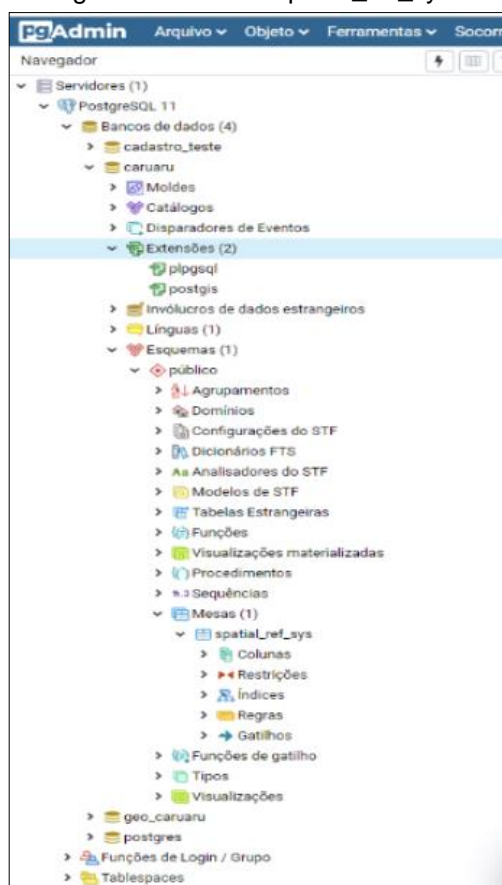 pgAdmin Arquivo Objeto Ferramentas Socorr
Navegador
Servidores (1)
PostgreSQL 11
Bancos de dados (4)
cadastro_teste
caruaru
Moldes
Catálogos
Disparadores de Eventos
Extensões (2)
plpgsql
postgis
Invólucros de dados estrangeiros
Línguas (1)
Esquemas (1)
público
Agrupamentos
Domínios
Configurações do STF
Dicionários FTS
Analisadores do STF
Modelos de STF
Tabelas Estrangeiras
Funções
Visualizações materializadas
Procedimentos
Sequências
Mesas (1)
spatial_ref_sys
Colunas
Restrições
Índices
Regras
Gatilhos
Funções de gatilho
Tipos
Visualizações
geo_caruaru
postgres
Funções de Login / Grupo
Tablespaces